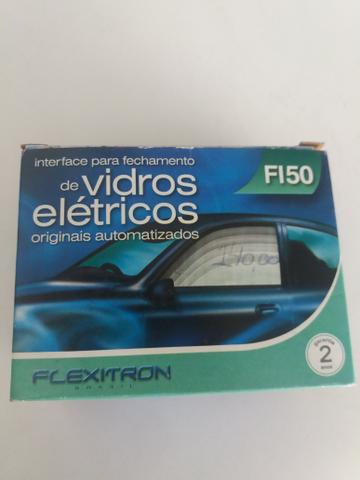 interface para fechamento
de vidros
elétricos
originais automatizados
FI50
FLEXITRON
BRASIL
garantia
2
anos